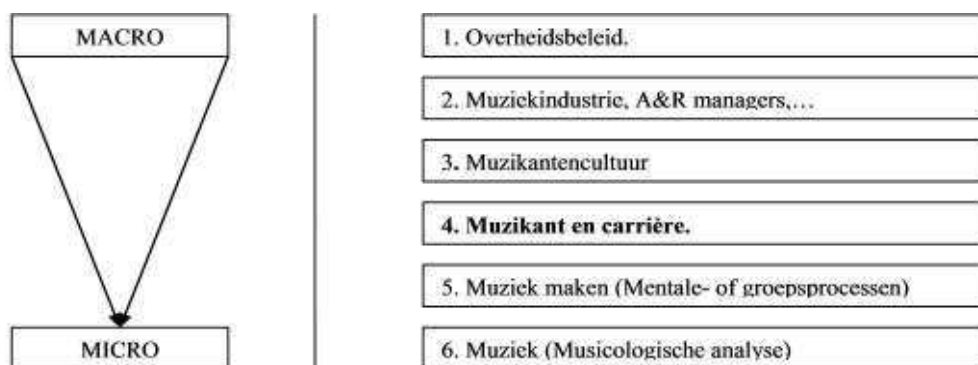 MACRO
1. Overheidsbeleid.
2. Muziekindustrie, A&R managers,…
3. Muzikantencultuur
4. Muzikant en carrière.
5. Muziek maken (Mentale- of groepsprocessen)
MICRO
6. Muziek (Musicologische analyse)